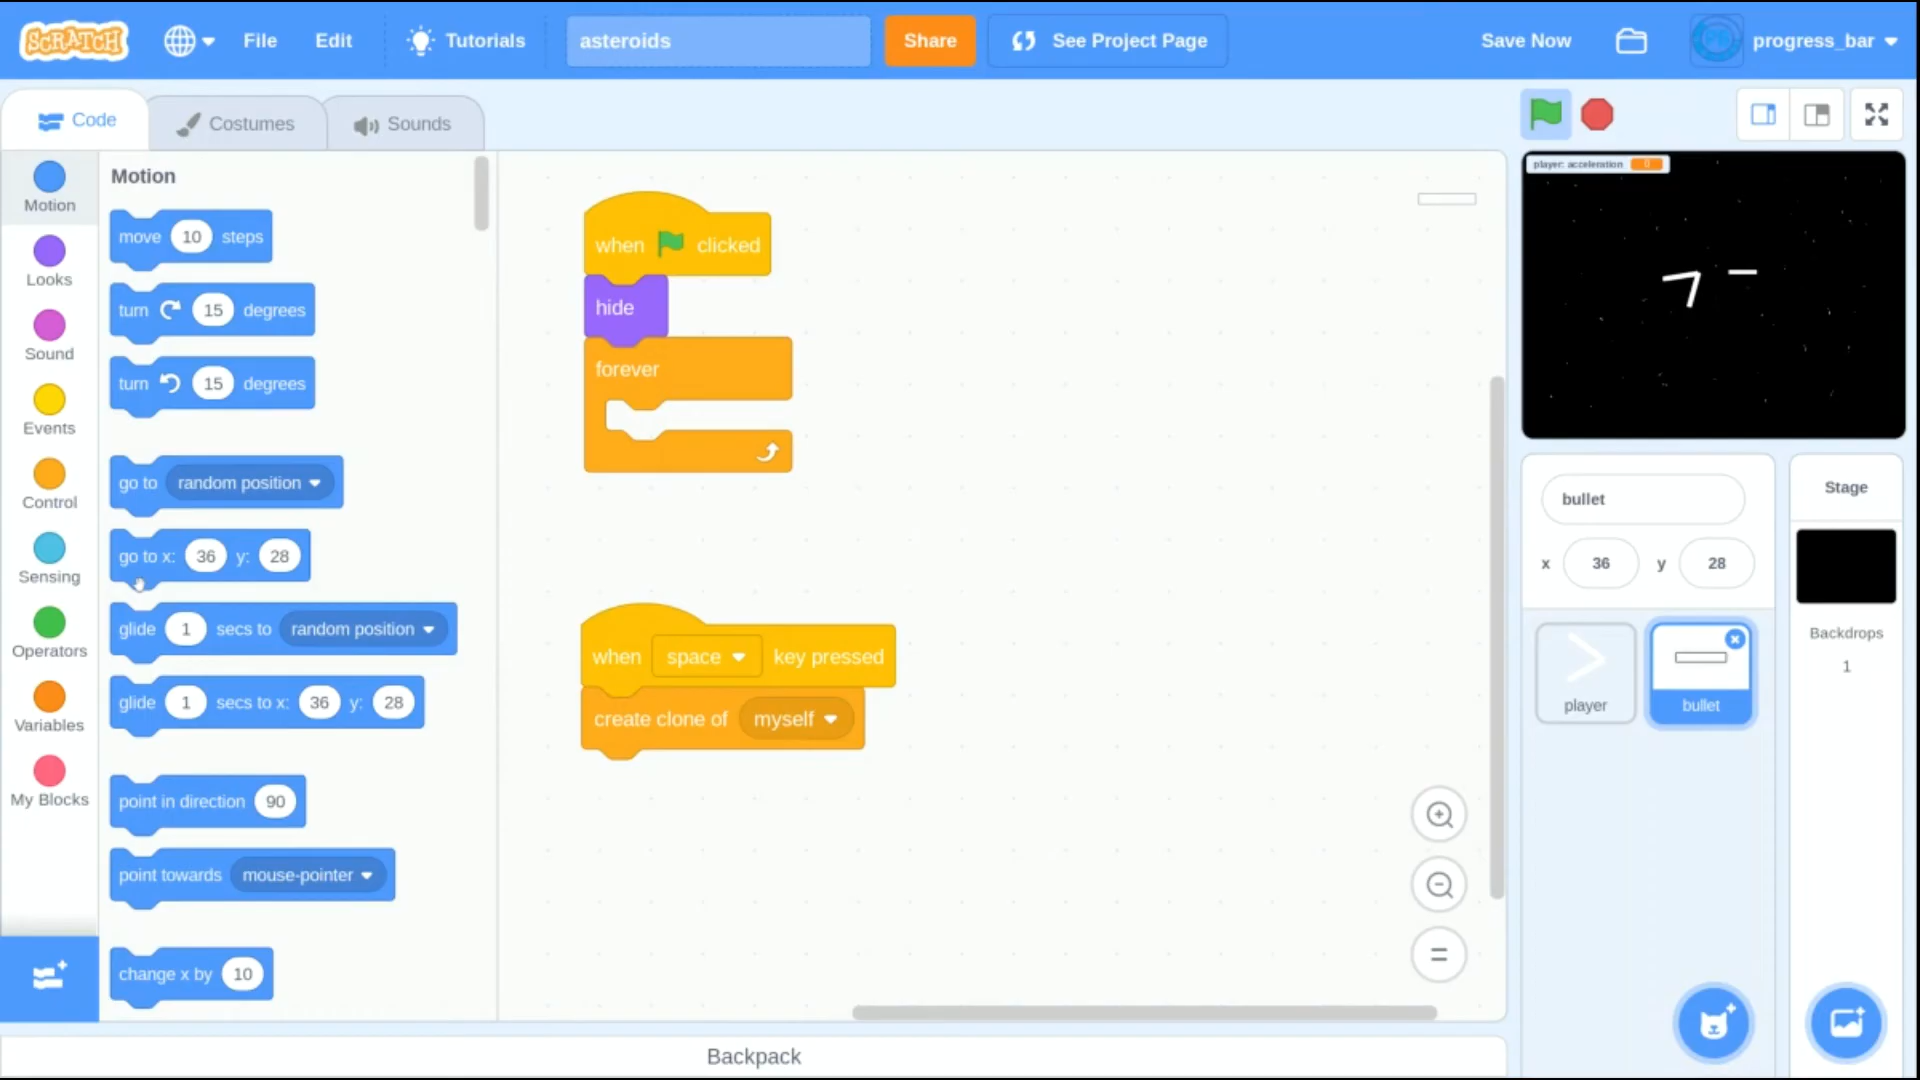 SCRATCH File Edit Tutorials asteroids Share See Project Page Save Now progress_bar
Code Costumes Sounds
Motion
Looks
Sound
Events
Control
Sensing
Operators
Variables
My Blocks
Motion
move 10 steps
turn 15 degrees
turn 15 degrees
go to random position
go to x: 36 y: 28
glide 1 secs to random position
glide 1 secs to x: 36 y: 28
point in direction 90
point towards mouse-pointer
change x by 10
when clicked
hide
forever
when space key pressed
create clone of myself
player: acceleration 0
bullet
x 36 y 28
player
bullet
Stage
Backdrops
1
Backpack